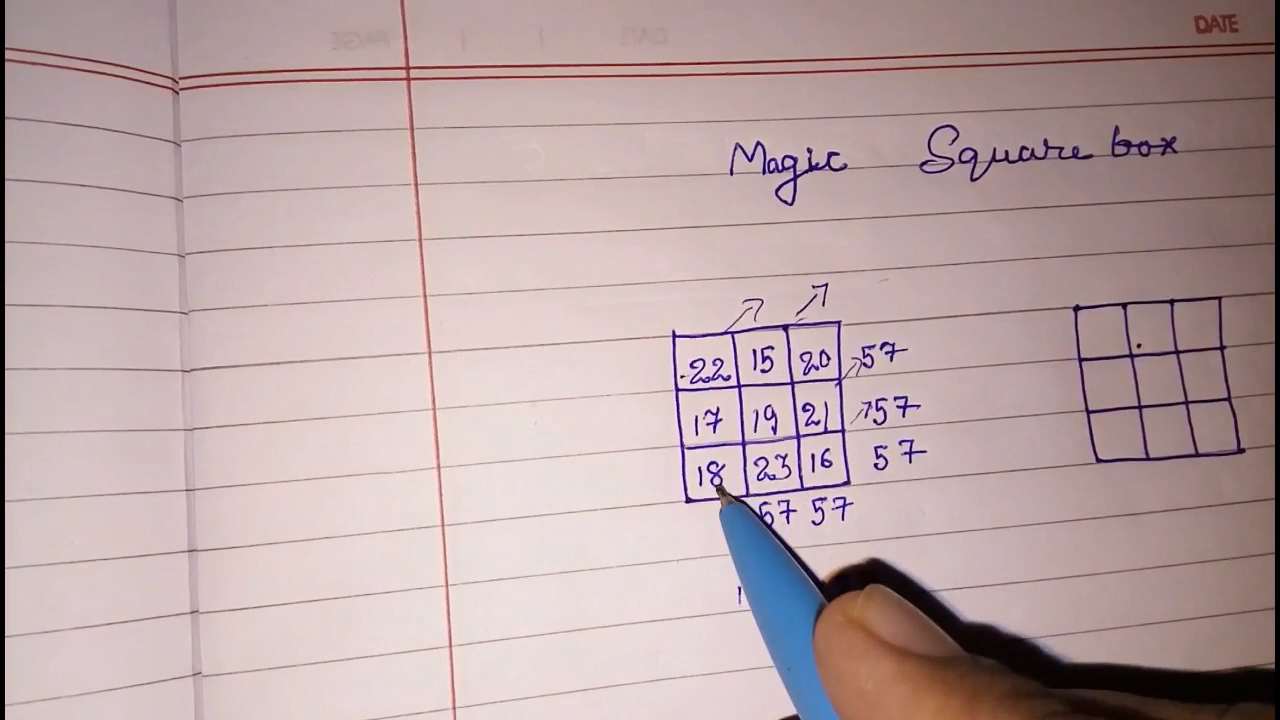 DATE
Magic Square box
22 15 20 57
17 19 21 57
18 23 16 57
57 57